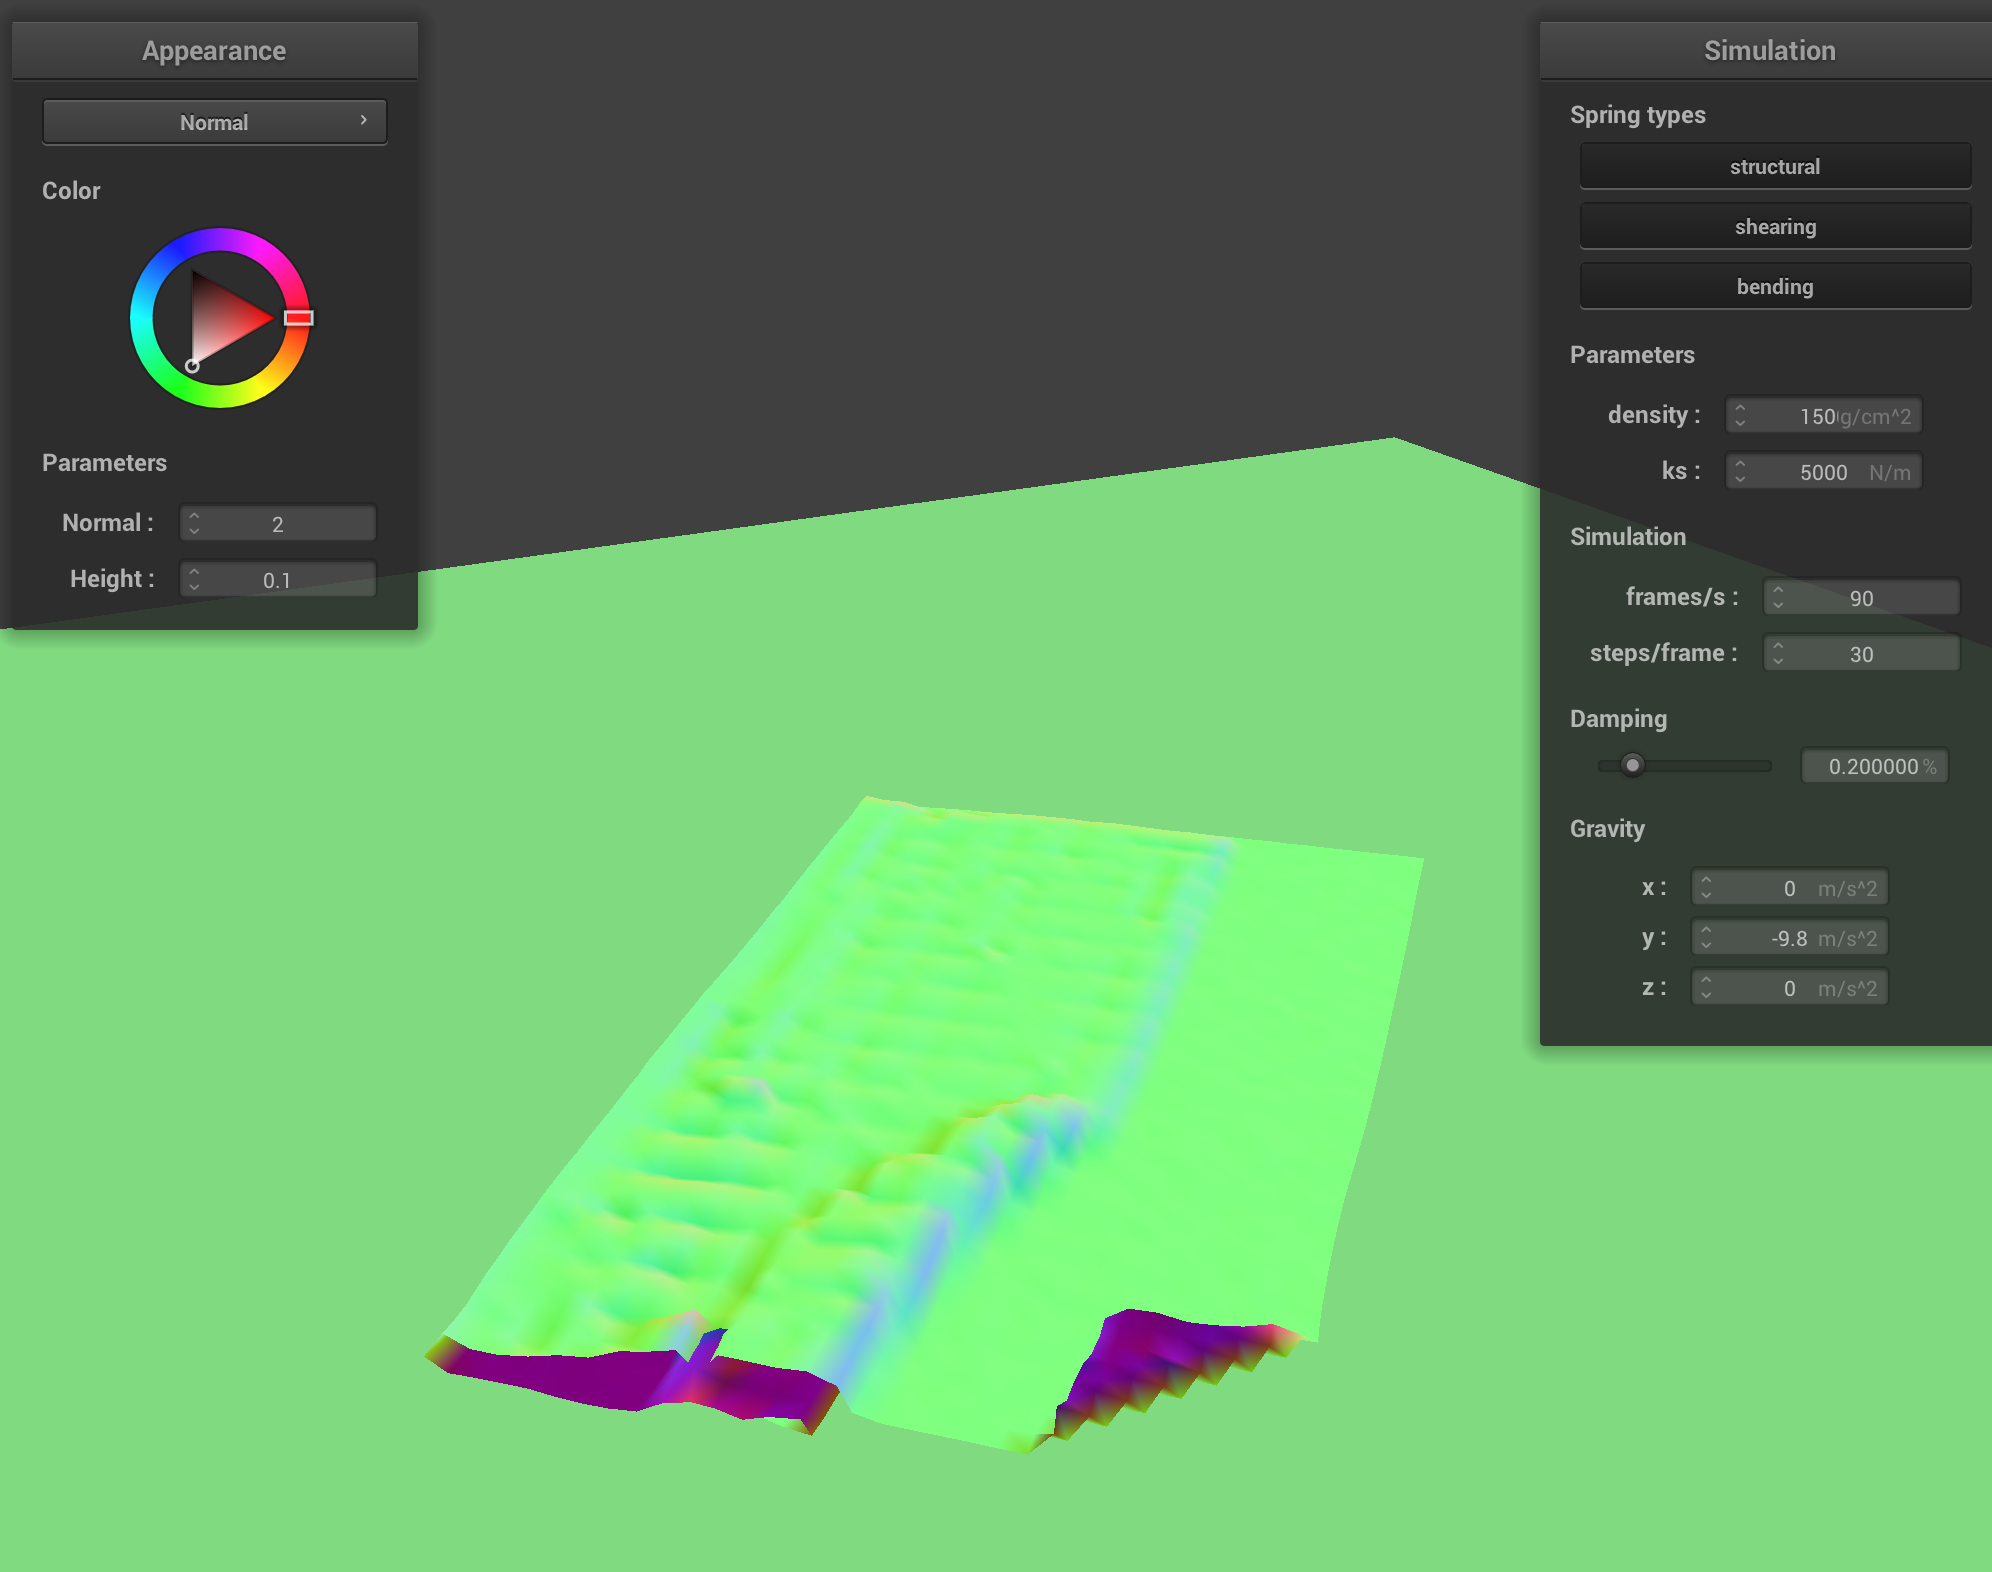 Appearance
Normal
Color
Parameters
Normal : 2
Height : 0.1
Simulation
Spring types
structural
shearing
bending
Parameters
density : 150 g/cm^2
ks : 5000 N/m
Simulation
frames/s : 90
steps/frame : 30
Damping
0.200000 %
Gravity
x : 0 m/s^2
y : -9.8 m/s^2
z : 0 m/s^2